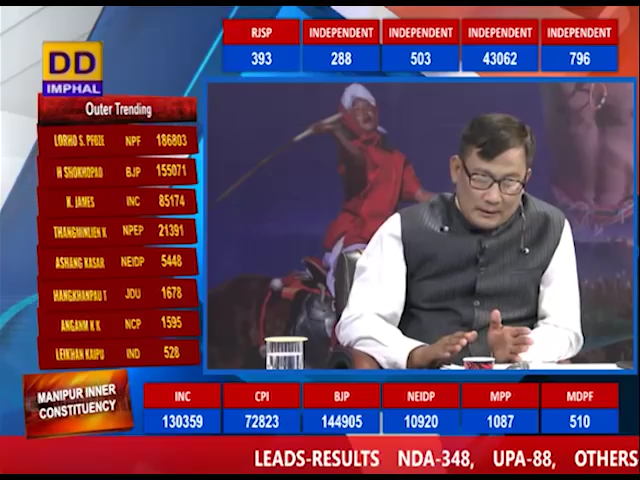 RJSP INDEPENDENT INDEPENDENT INDEPENDENT INDEPENDENT
393 288 503 43062 796
DD
IMPHAL
Outer Trending
LORHO S. PFOZE NPF 186803
H SHOKHOPAO BJP 155071
K. JAMES INC 85174
THANGMINLIEN K NPEP 21391
ASHANG KASAR NEIDP 5448
HANGKHANPAU T JDU 1678
ANGAM K K NCP 1595
LEIKHAN KAIPU IND 528
MANIPUR INNER
CONSTITUENCY
INC CPI BJP NEIDP MPP MDPF
130359 72823 144905 10920 1087 510
LEADS-RESULTS NDA-348, UPA-88, OTHERS